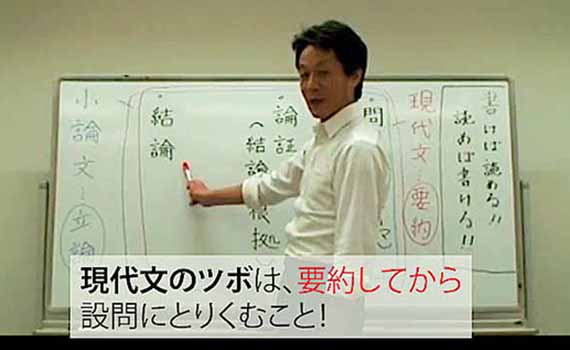 書けば読める!!
読めば書ける!!
現代文…要約
問
・論証
(結論
拠
結論
小論文…立論
現代文のツボは、要約してから
設問にとりくむこと!